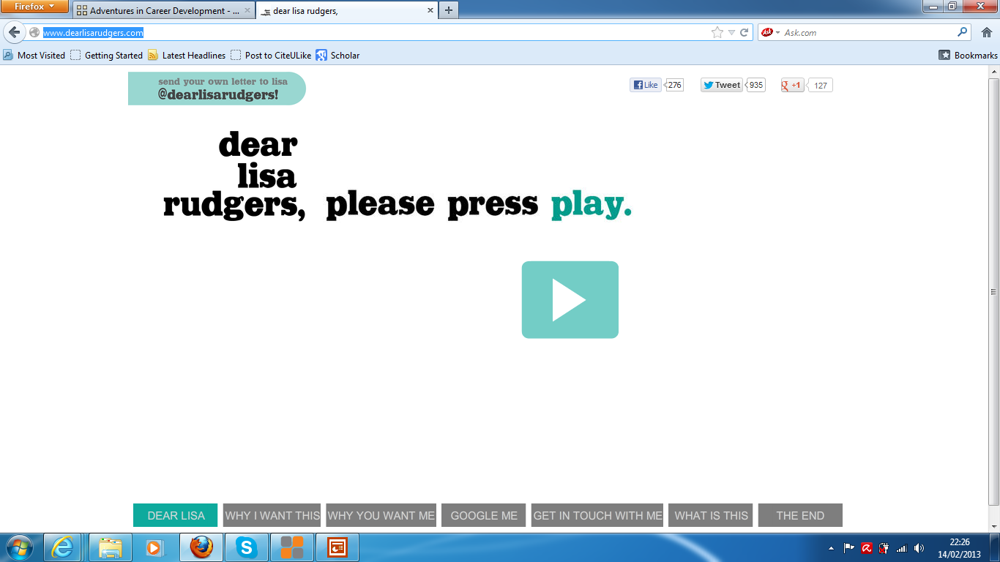 Firefox
Adventures in Career Development - ...
dear lisa rudgers,
www.dearlisarudgers.com
Ask
Ask.com
Most Visited
Getting Started
Latest Headlines
Post to CiteULike
Scholar
Bookmarks
send your own letter to lisa
@dearlisarudgers!
Like
276
Tweet
935
+1
127
dear
lisa
rudgers, please press play.
DEAR LISA
WHY I WANT THIS
WHY YOU WANT ME
GOOGLE ME
GET IN TOUCH WITH ME
WHAT IS THIS
THE END
22:26
14/02/2013